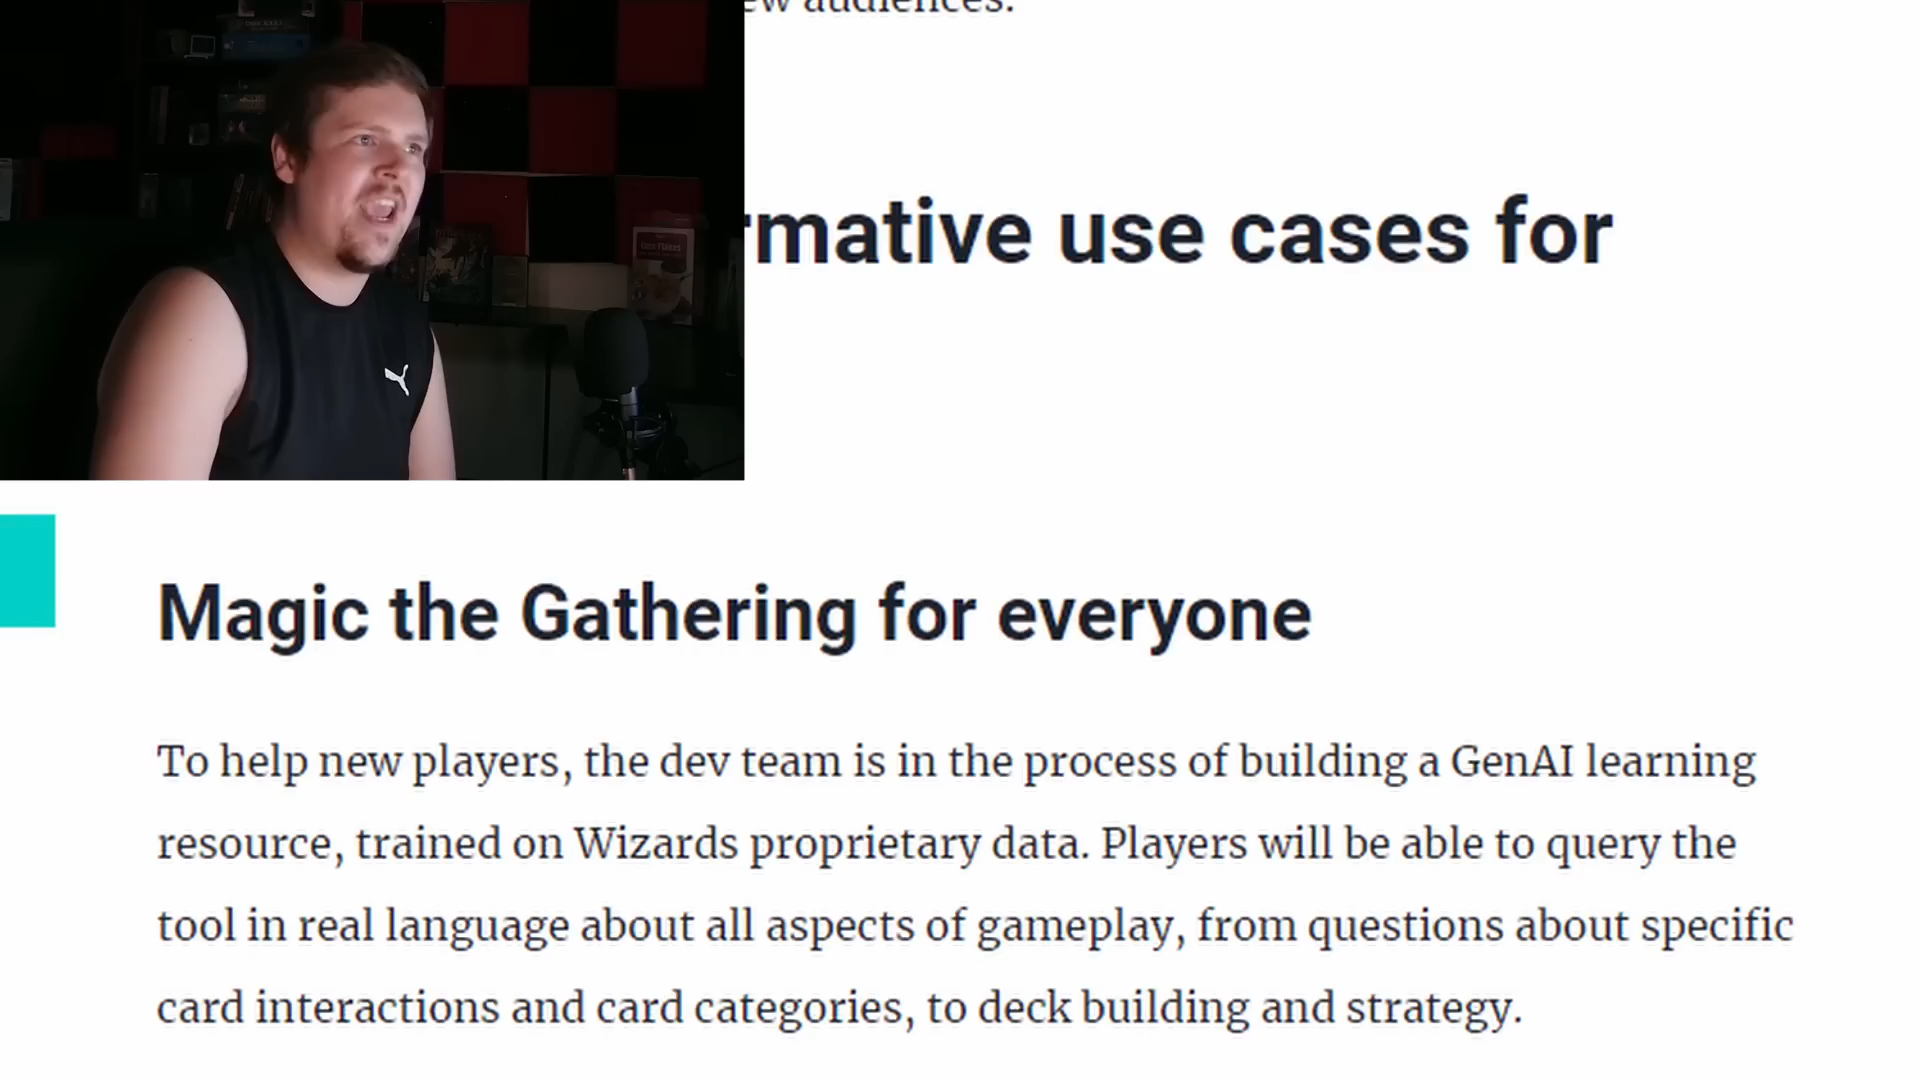 ew audiences.
rmative use cases for
Magic the Gathering for everyone
To help new players, the dev team is in the process of building a GenAI learning
resource, trained on Wizards proprietary data. Players will be able to query the
tool in real language about all aspects of gameplay, from questions about specific
card interactions and card categories, to deck building and strategy.